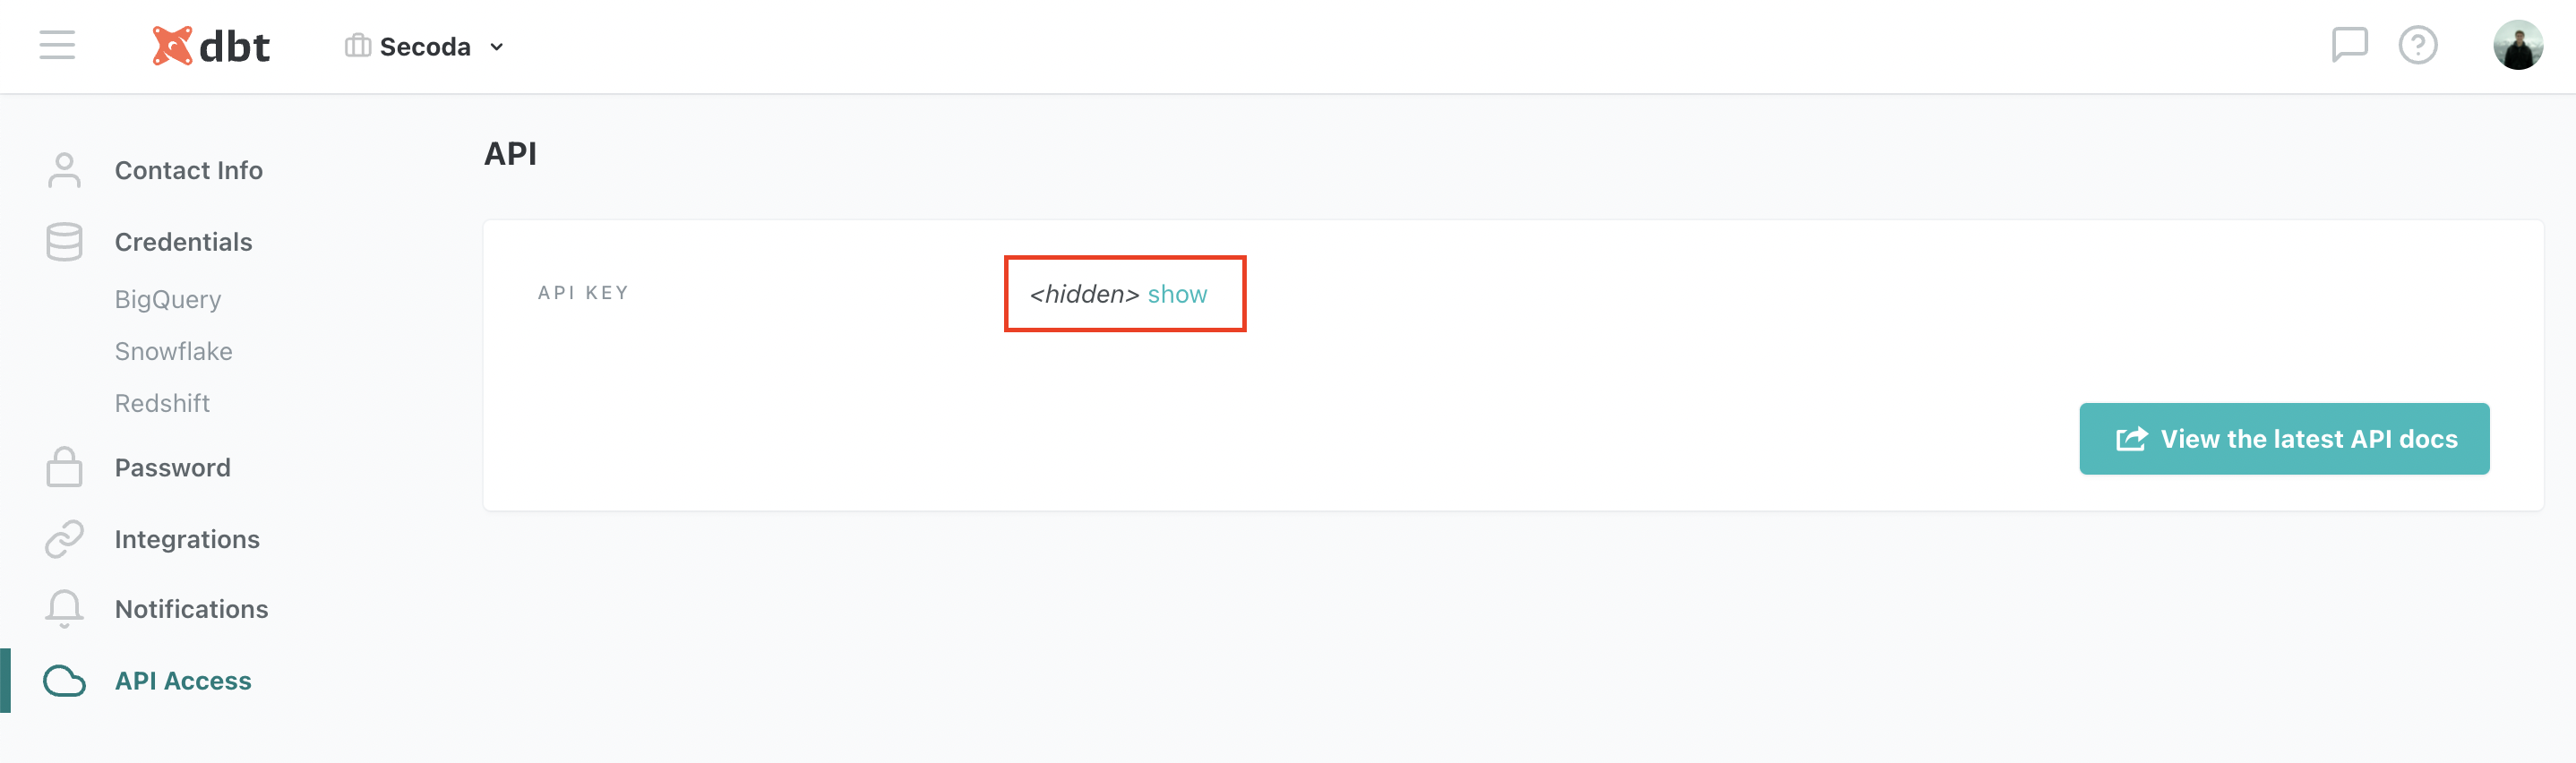 dbt
Secoda
Contact Info
Credentials
BigQuery
Snowflake
Redshift
Password
Integrations
Notifications
API Access
API
API KEY
<hidden> show
View the latest API docs